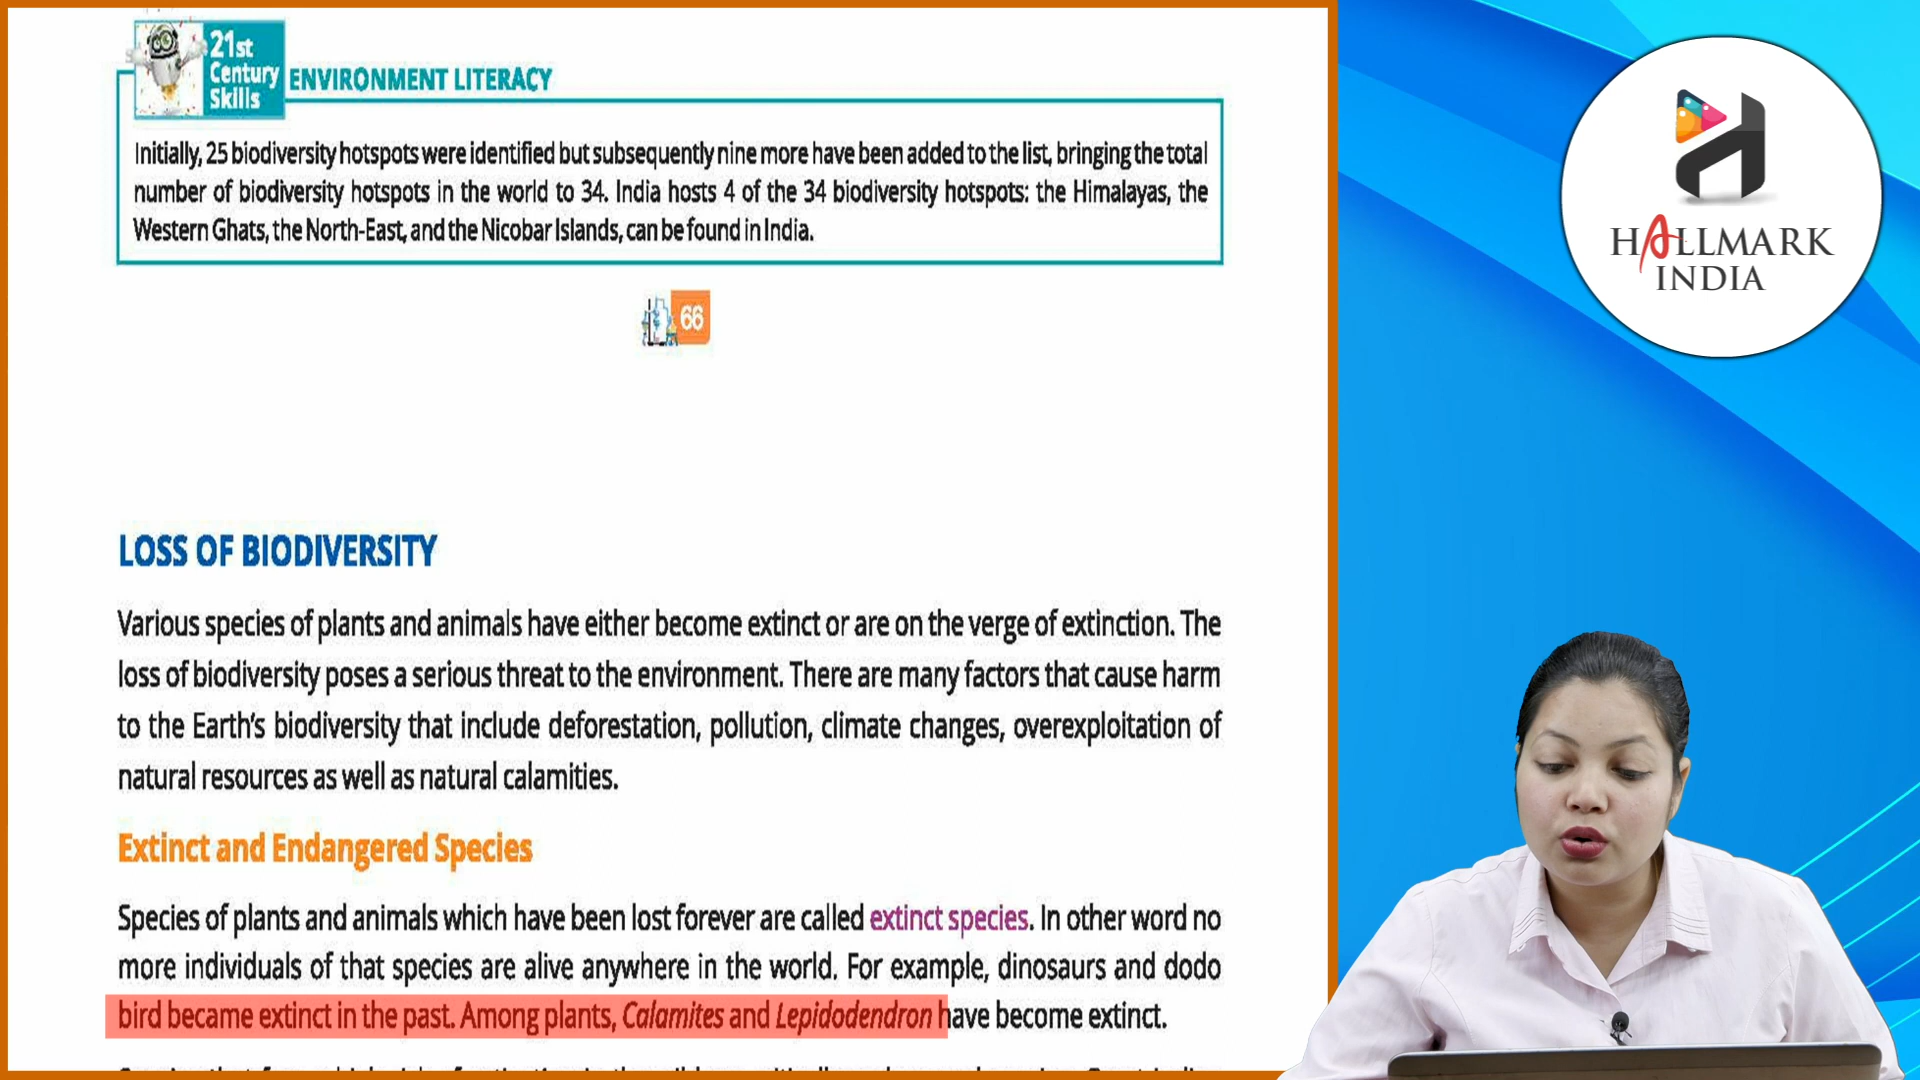 21st
Century
Skills
ENVIRONMENT LITERACY
Initially, 25 biodiversity hotspots were identified but subsequently nine more have been added to the list, bringing the total
number of biodiversity hotspots in the world to 34. India hosts 4 of the 34 biodiversity hotspots: the Himalayas, the
Western Ghats, the North-East, and the Nicobar Islands, can be found in India.
66
LOSS OF BIODIVERSITY
Various species of plants and animals have either become extinct or are on the verge of extinction. The
loss of biodiversity poses a serious threat to the environment. There are many factors that cause harm
to the Earth's biodiversity that include deforestation, pollution, climate changes, overexploitation of
natural resources as well as natural calamities.
Extinct and Endangered Species
Species of plants and animals which have been lost forever are called extinct species. In other word no
more individuals of that species are alive anywhere in the world. For example, dinosaurs and dodo
bird became extinct in the past. Among plants, Calamites and Lepidodendron have become extinct.
HALLMARK
INDIA